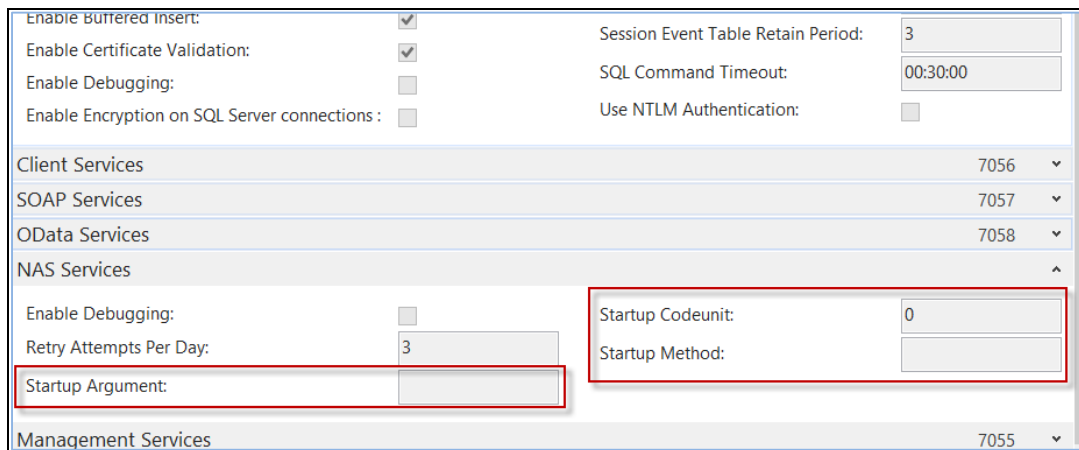 Enable Buffered Insert:
Enable Certificate Validation:
Enable Debugging:
Enable Encryption on SQL Server connections :
Session Event Table Retain Period: 3
SQL Command Timeout: 00:30:00
Use NTLM Authentication:
Client Services 7056
SOAP Services 7057
OData Services 7058
NAS Services
Enable Debugging:
Retry Attempts Per Day: 3
Startup Argument:
Startup Codeunit: 0
Startup Method:
Management Services 7055